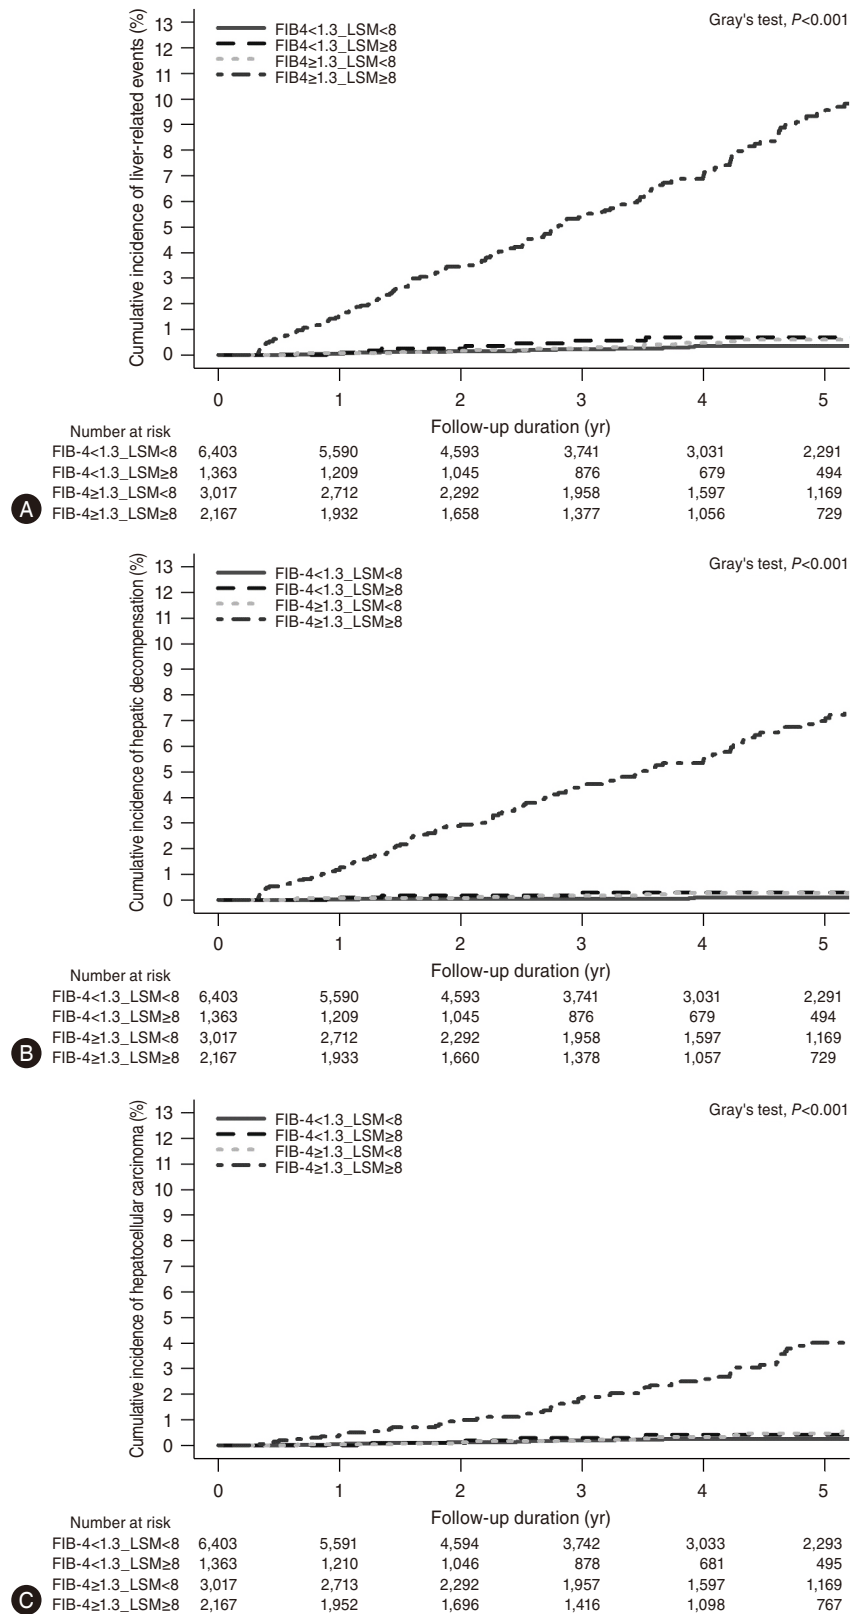 Cumulative incidence of liver-related events (%)
13
12
11
10
9
8
7
6
5
4
3
2
1
0
FIB4<1.3_LSM<8
FIB4<1.3_LSM≥8
FIB4≥1.3_LSM<8
FIB4≥1.3_LSM≥8
Gray's test, P<0.001
0 1 2 3 4 5
Follow-up duration (yr)
Number at risk
FIB-4<1.3_LSM<8 6,403 5,590 4,593 3,741 3,031 2,291
FIB-4<1.3_LSM≥8 1,363 1,209 1,045 876 679 494
FIB-4≥1.3_LSM<8 3,017 2,712 2,292 1,958 1,597 1,169
FIB-4≥1.3_LSM≥8 2,167 1,932 1,658 1,377 1,056 729
A
Cumulative incidence of hepatic decompensation (%)
13
12
11
10
9
8
7
6
5
4
3
2
1
0
FIB-4<1.3_LSM<8
FIB-4<1.3_LSM≥8
FIB-4≥1.3_LSM<8
FIB-4≥1.3_LSM≥8
Gray's test, P<0.001
0 1 2 3 4 5
Follow-up duration (yr)
Number at risk
FIB-4<1.3_LSM<8 6,403 5,590 4,593 3,741 3,031 2,291
FIB-4<1.3_LSM≥8 1,363 1,209 1,045 876 679 494
FIB-4≥1.3_LSM<8 3,017 2,712 2,292 1,958 1,597 1,169
FIB-4≥1.3_LSM≥8 2,167 1,933 1,660 1,378 1,057 729
B
Cumulative incidence of hepatocellular carcinoma (%)
13
12
11
10
9
8
7
6
5
4
3
2
1
0
FIB-4<1.3_LSM<8
FIB-4<1.3_LSM≥8
FIB-4≥1.3_LSM<8
FIB-4≥1.3_LSM≥8
Gray's test, P<0.001
0 1 2 3 4 5
Follow-up duration (yr)
Number at risk
FIB-4<1.3_LSM<8 6,403 5,591 4,594 3,742 3,033 2,293
FIB-4<1.3_LSM≥8 1,363 1,210 1,046 878 681 495
FIB-4≥1.3_LSM<8 3,017 2,713 2,292 1,957 1,597 1,169
FIB-4≥1.3_LSM≥8 2,167 1,952 1,696 1,416 1,098 767
C